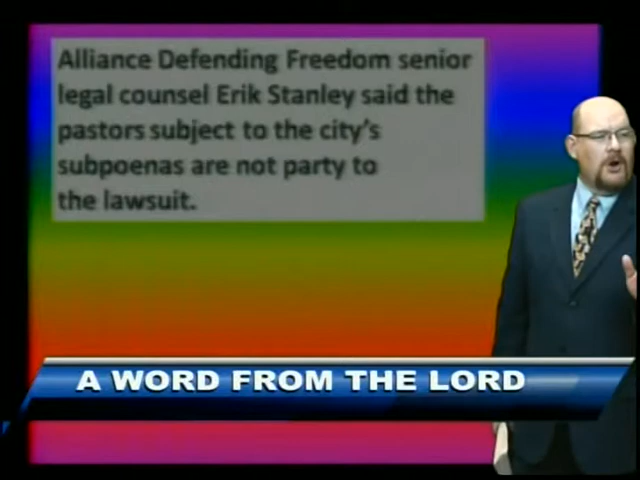 Alliance Defending Freedom senior
legal counsel Erik Stanley said the
pastors subject to the city's
subpoenas are not party to
the lawsuit.
A WORD FROM THE LORD